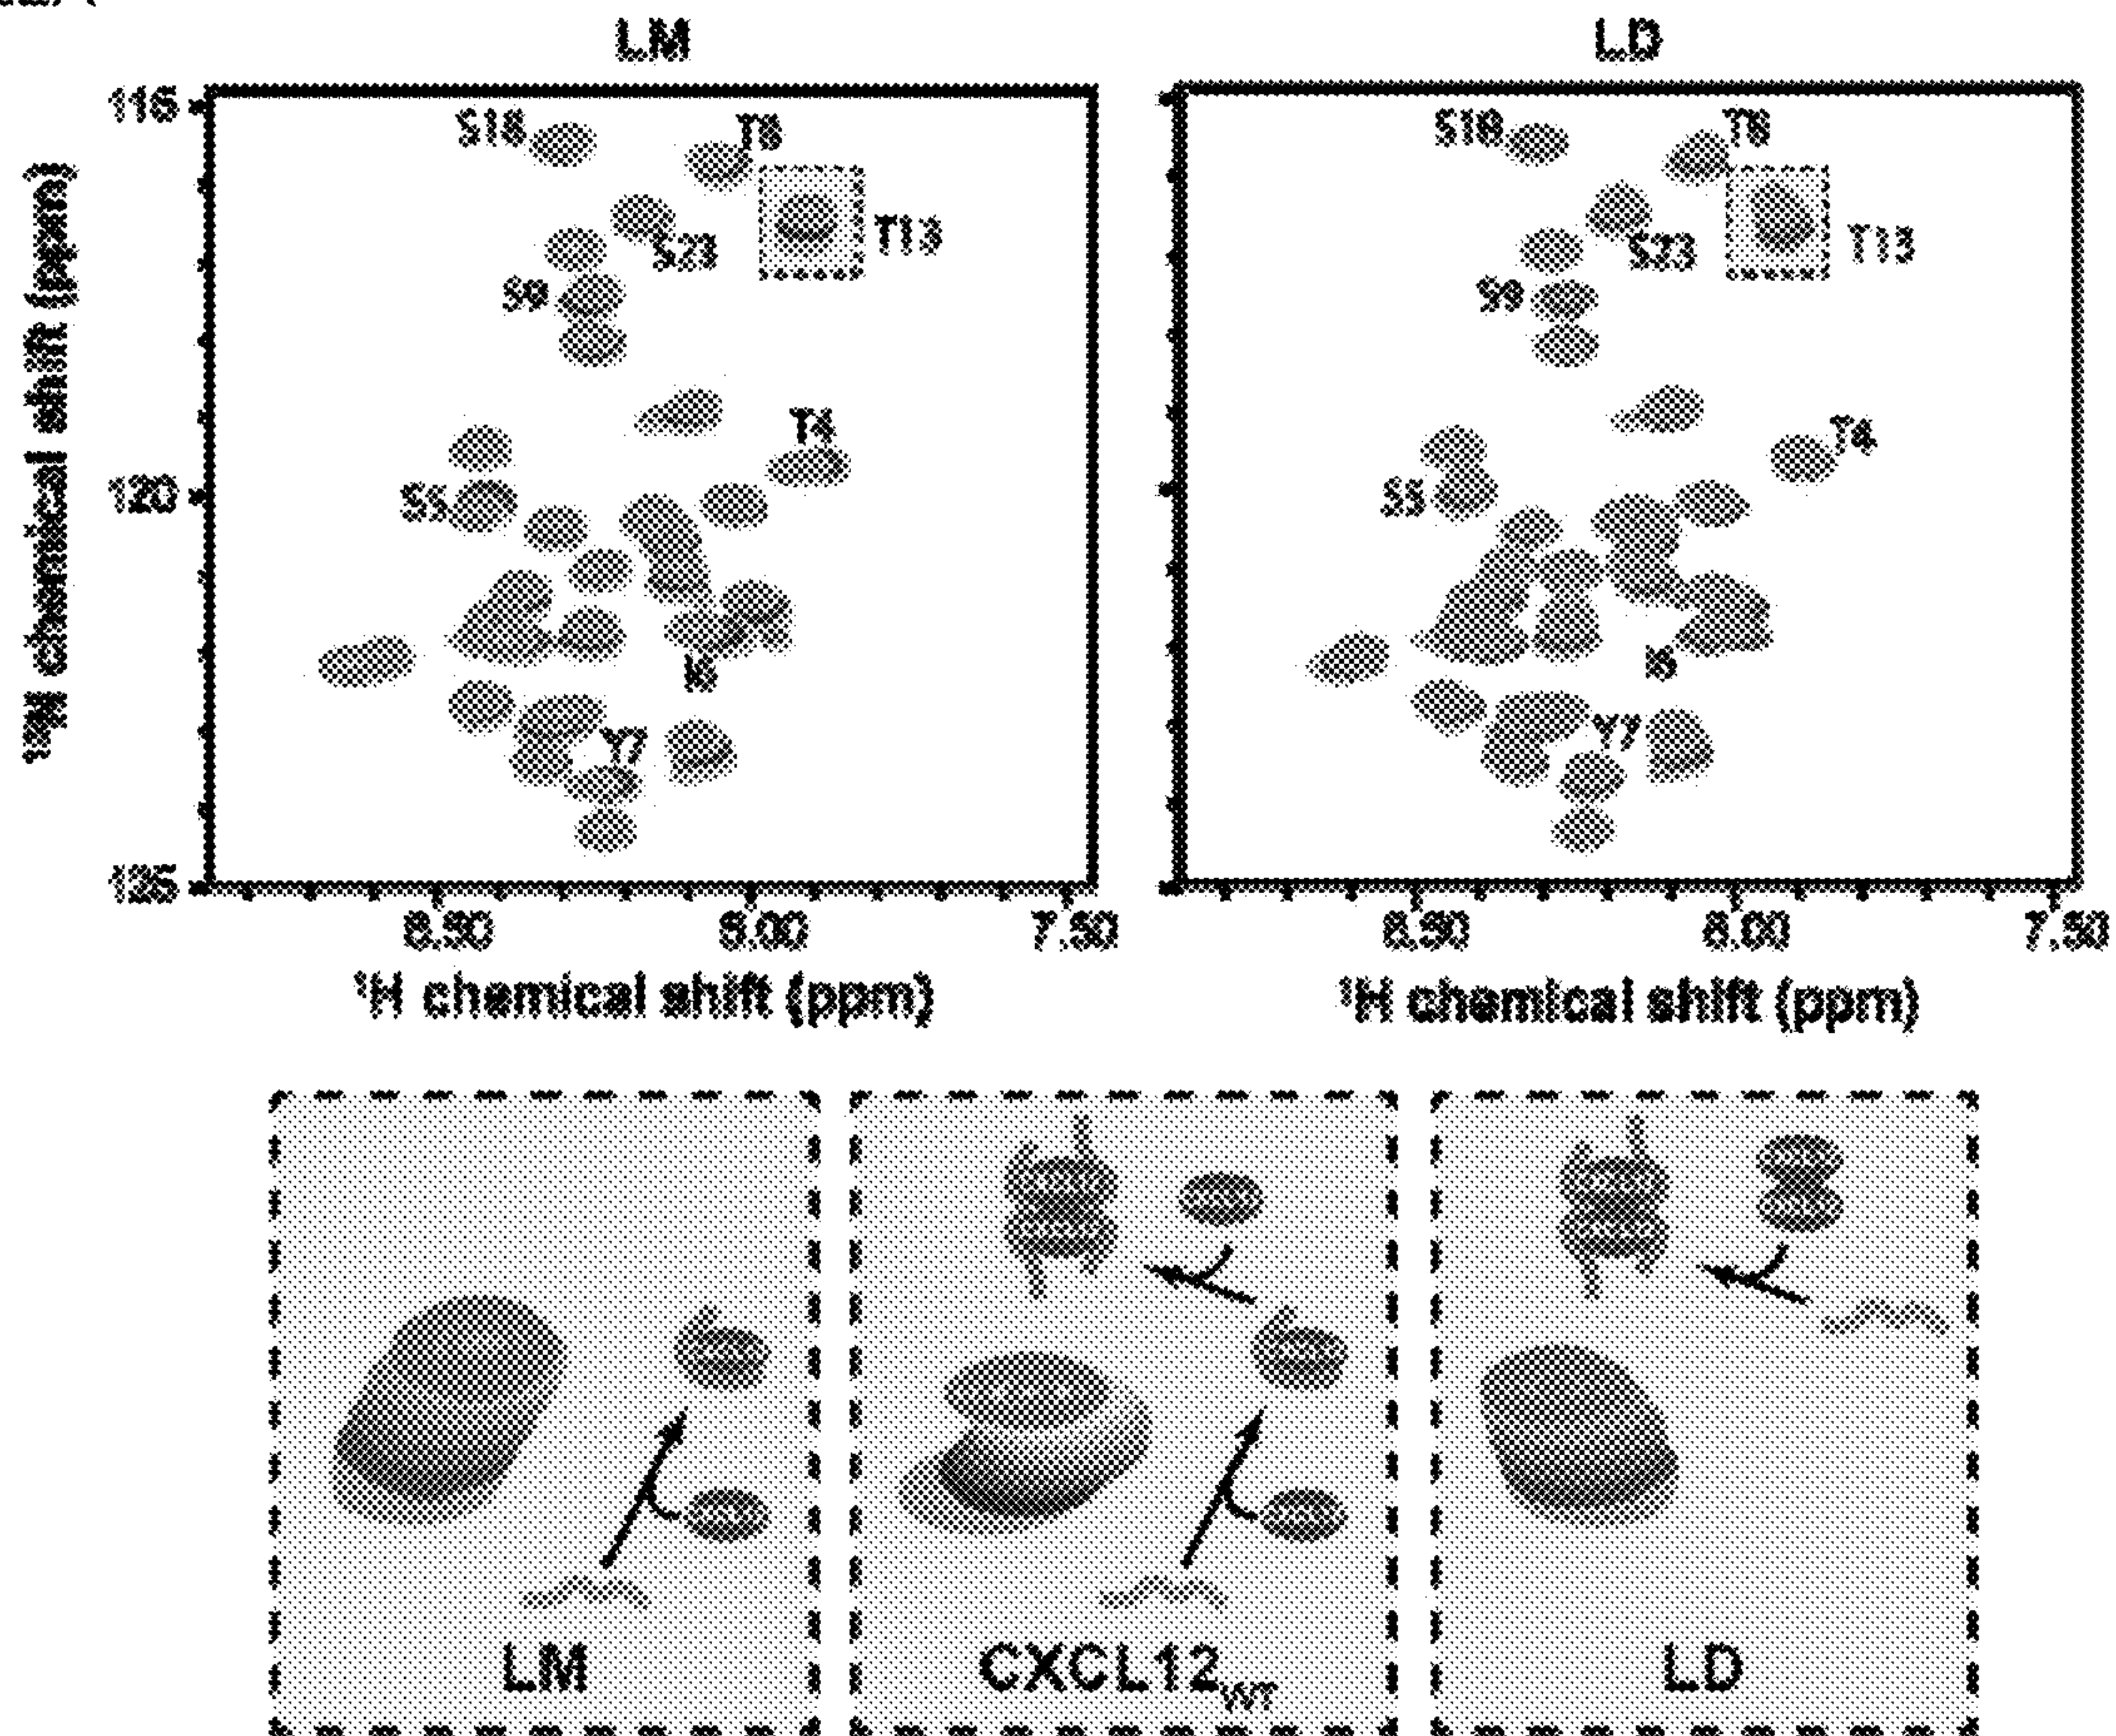 LM
LD
115
120
125
¹⁵N chemical shift (ppm)
S18
T8
T13
S23
S9
T4
S5
I6
Y7
8.50
8.00
7.50
¹H chemical shift (ppm)
S18
T8
T13
S23
S9
T4
S5
I6
Y7
8.50
8.00
7.50
¹H chemical shift (ppm)
LM
CXCL12WT
LD